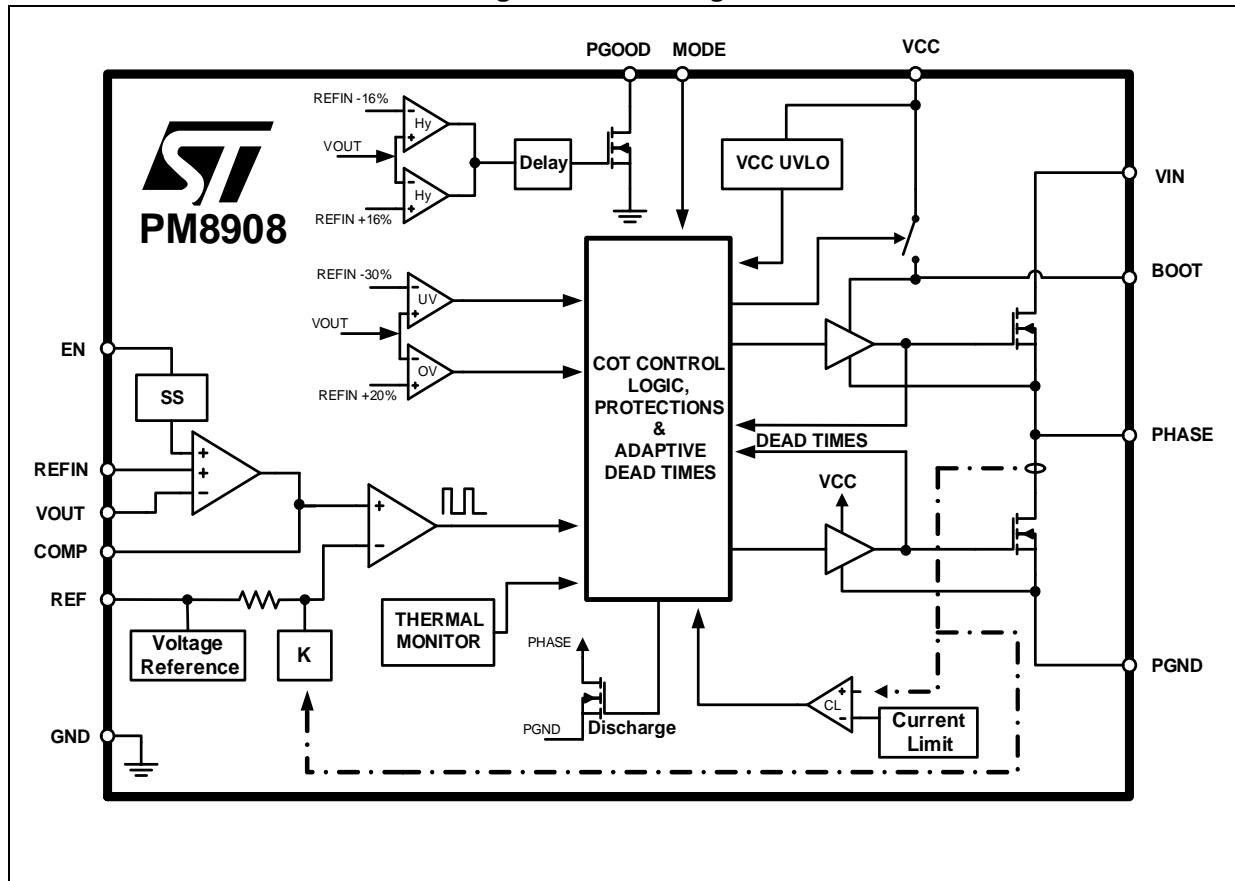 PGOOD MODE VCC
REFIN -16%
Hy
VOUT
Hy
REFIN +16%
Delay
VCC UVLO
VIN
ST
PM8908
BOOT
REFIN -30%
UV
VOUT
OV
REFIN +20%
EN
SS
COT CONTROL
LOGIC,
PROTECTIONS
&
ADAPTIVE
DEAD TIMES
DEAD TIMES
PHASE
REFIN
VOUT
COMP
REF
VCC
Voltage
Reference
K
THERMAL
MONITOR
PHASE
PGND
Discharge
CL
Current
Limit
PGND
GND